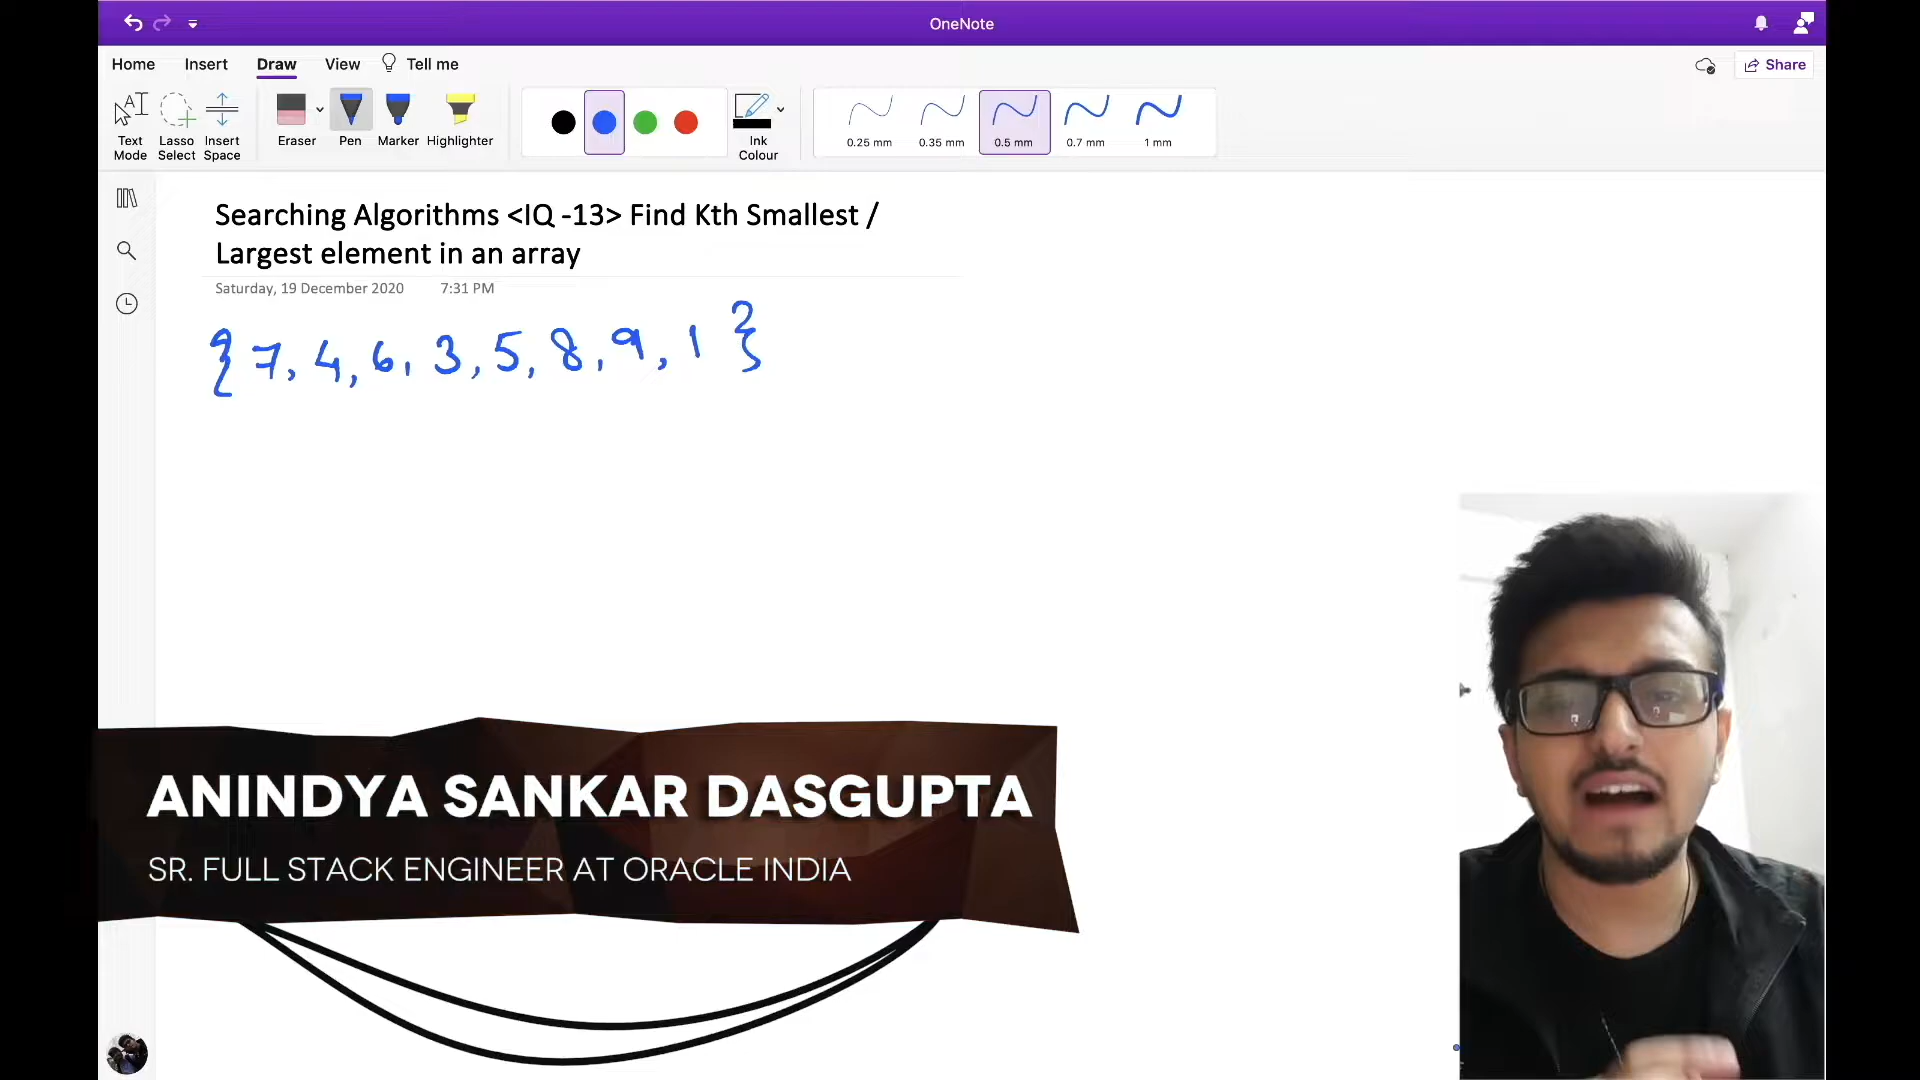 OneNote
Home Insert Draw View Tell me
Share
Text Mode
Lasso Select
Insert Space
Eraser
Pen
Marker
Highlighter
Ink Colour
0.25 mm
0.35 mm
0.5 mm
0.7 mm
1 mm
Searching Algorithms <IQ -13> Find Kth Smallest /
Largest element in an array
Saturday, 19 December 2020 7:31 PM
{ 7, 4, 6, 3, 5, 8, 9, 1 }
ANINDYA SANKAR DASGUPTA
SR. FULL STACK ENGINEER AT ORACLE INDIA